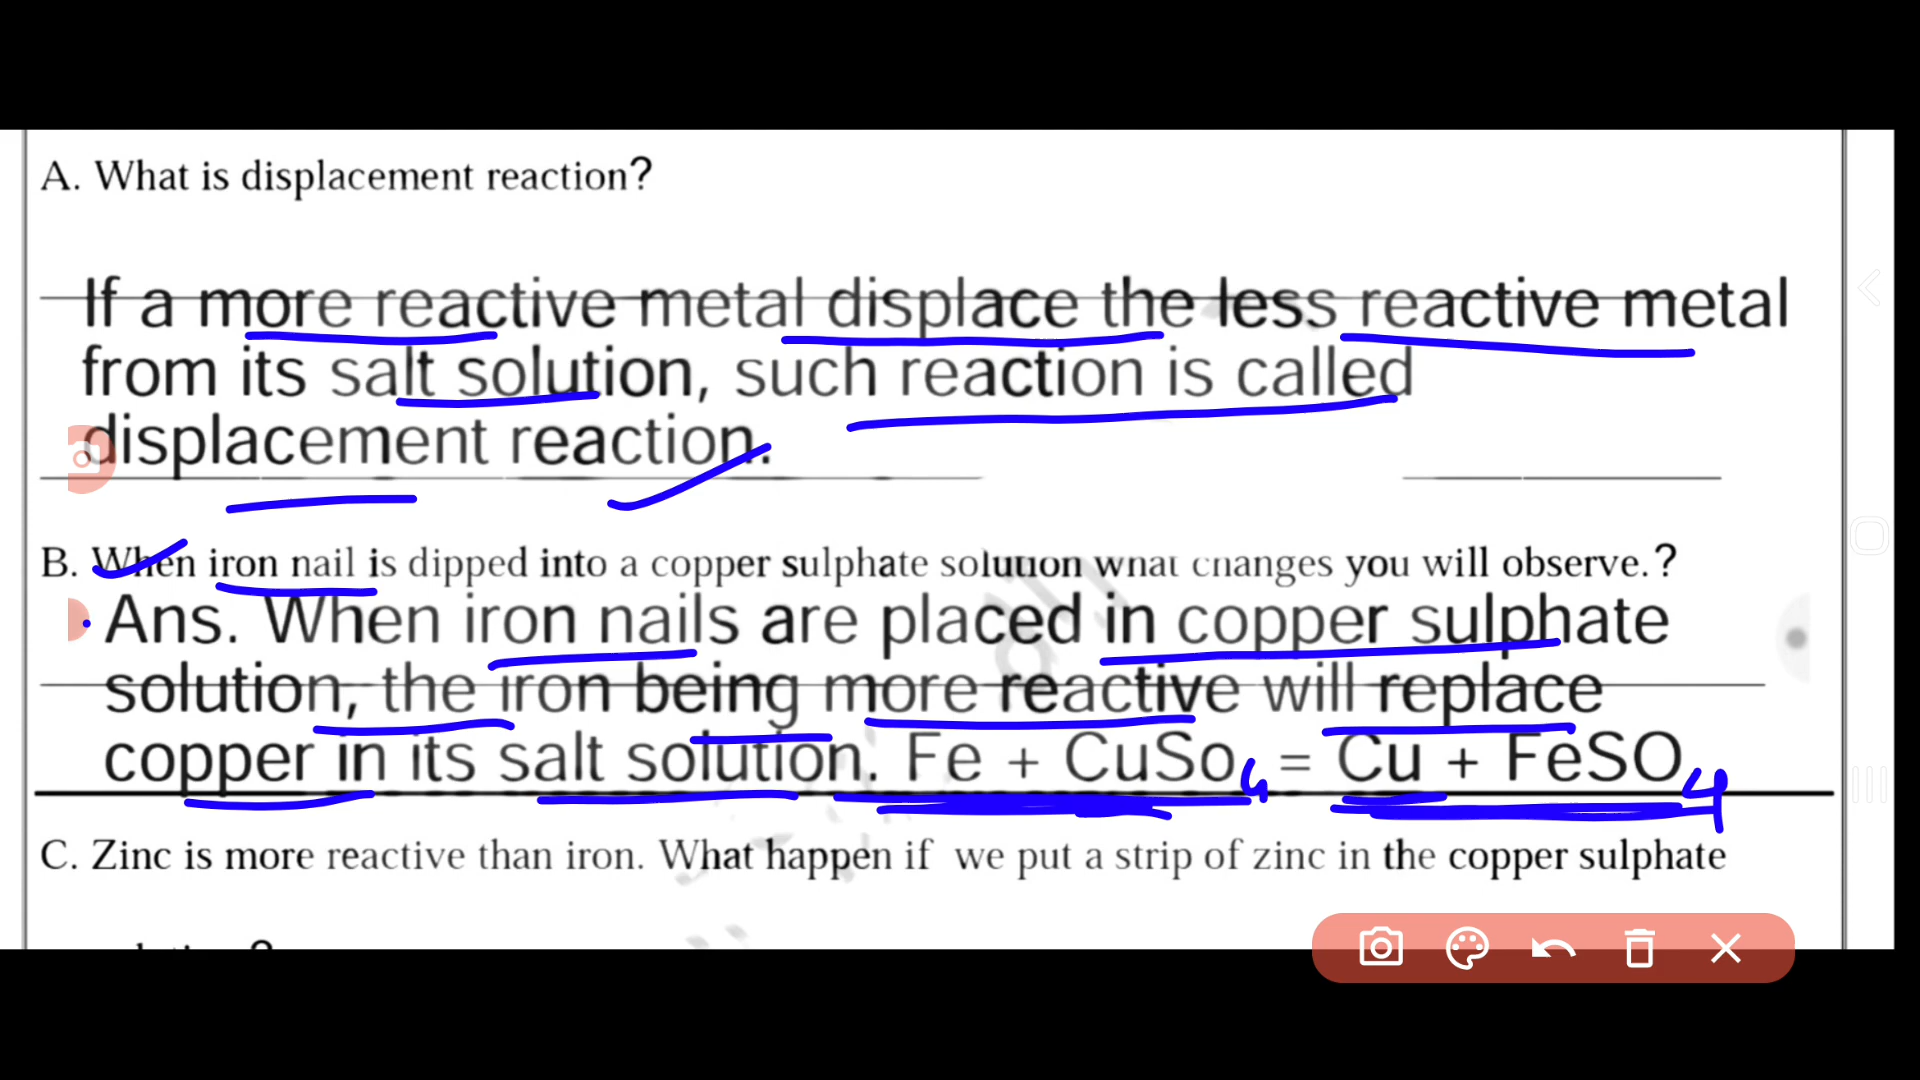 A. What is displacement reaction?
If a more reactive metal displace the less reactive metal
from its salt solution, such reaction is called
displacement reaction.
B. When iron nail is dipped into a copper sulphate solution what changes you will observe.?
Ans. When iron nails are placed in copper sulphate
solution, the iron being more reactive will replace
copper in its salt solution. Fe + CuSo4 = Cu + FeSO4
C. Zinc is more reactive than iron. What happen if we put a strip of zinc in the copper sulphate